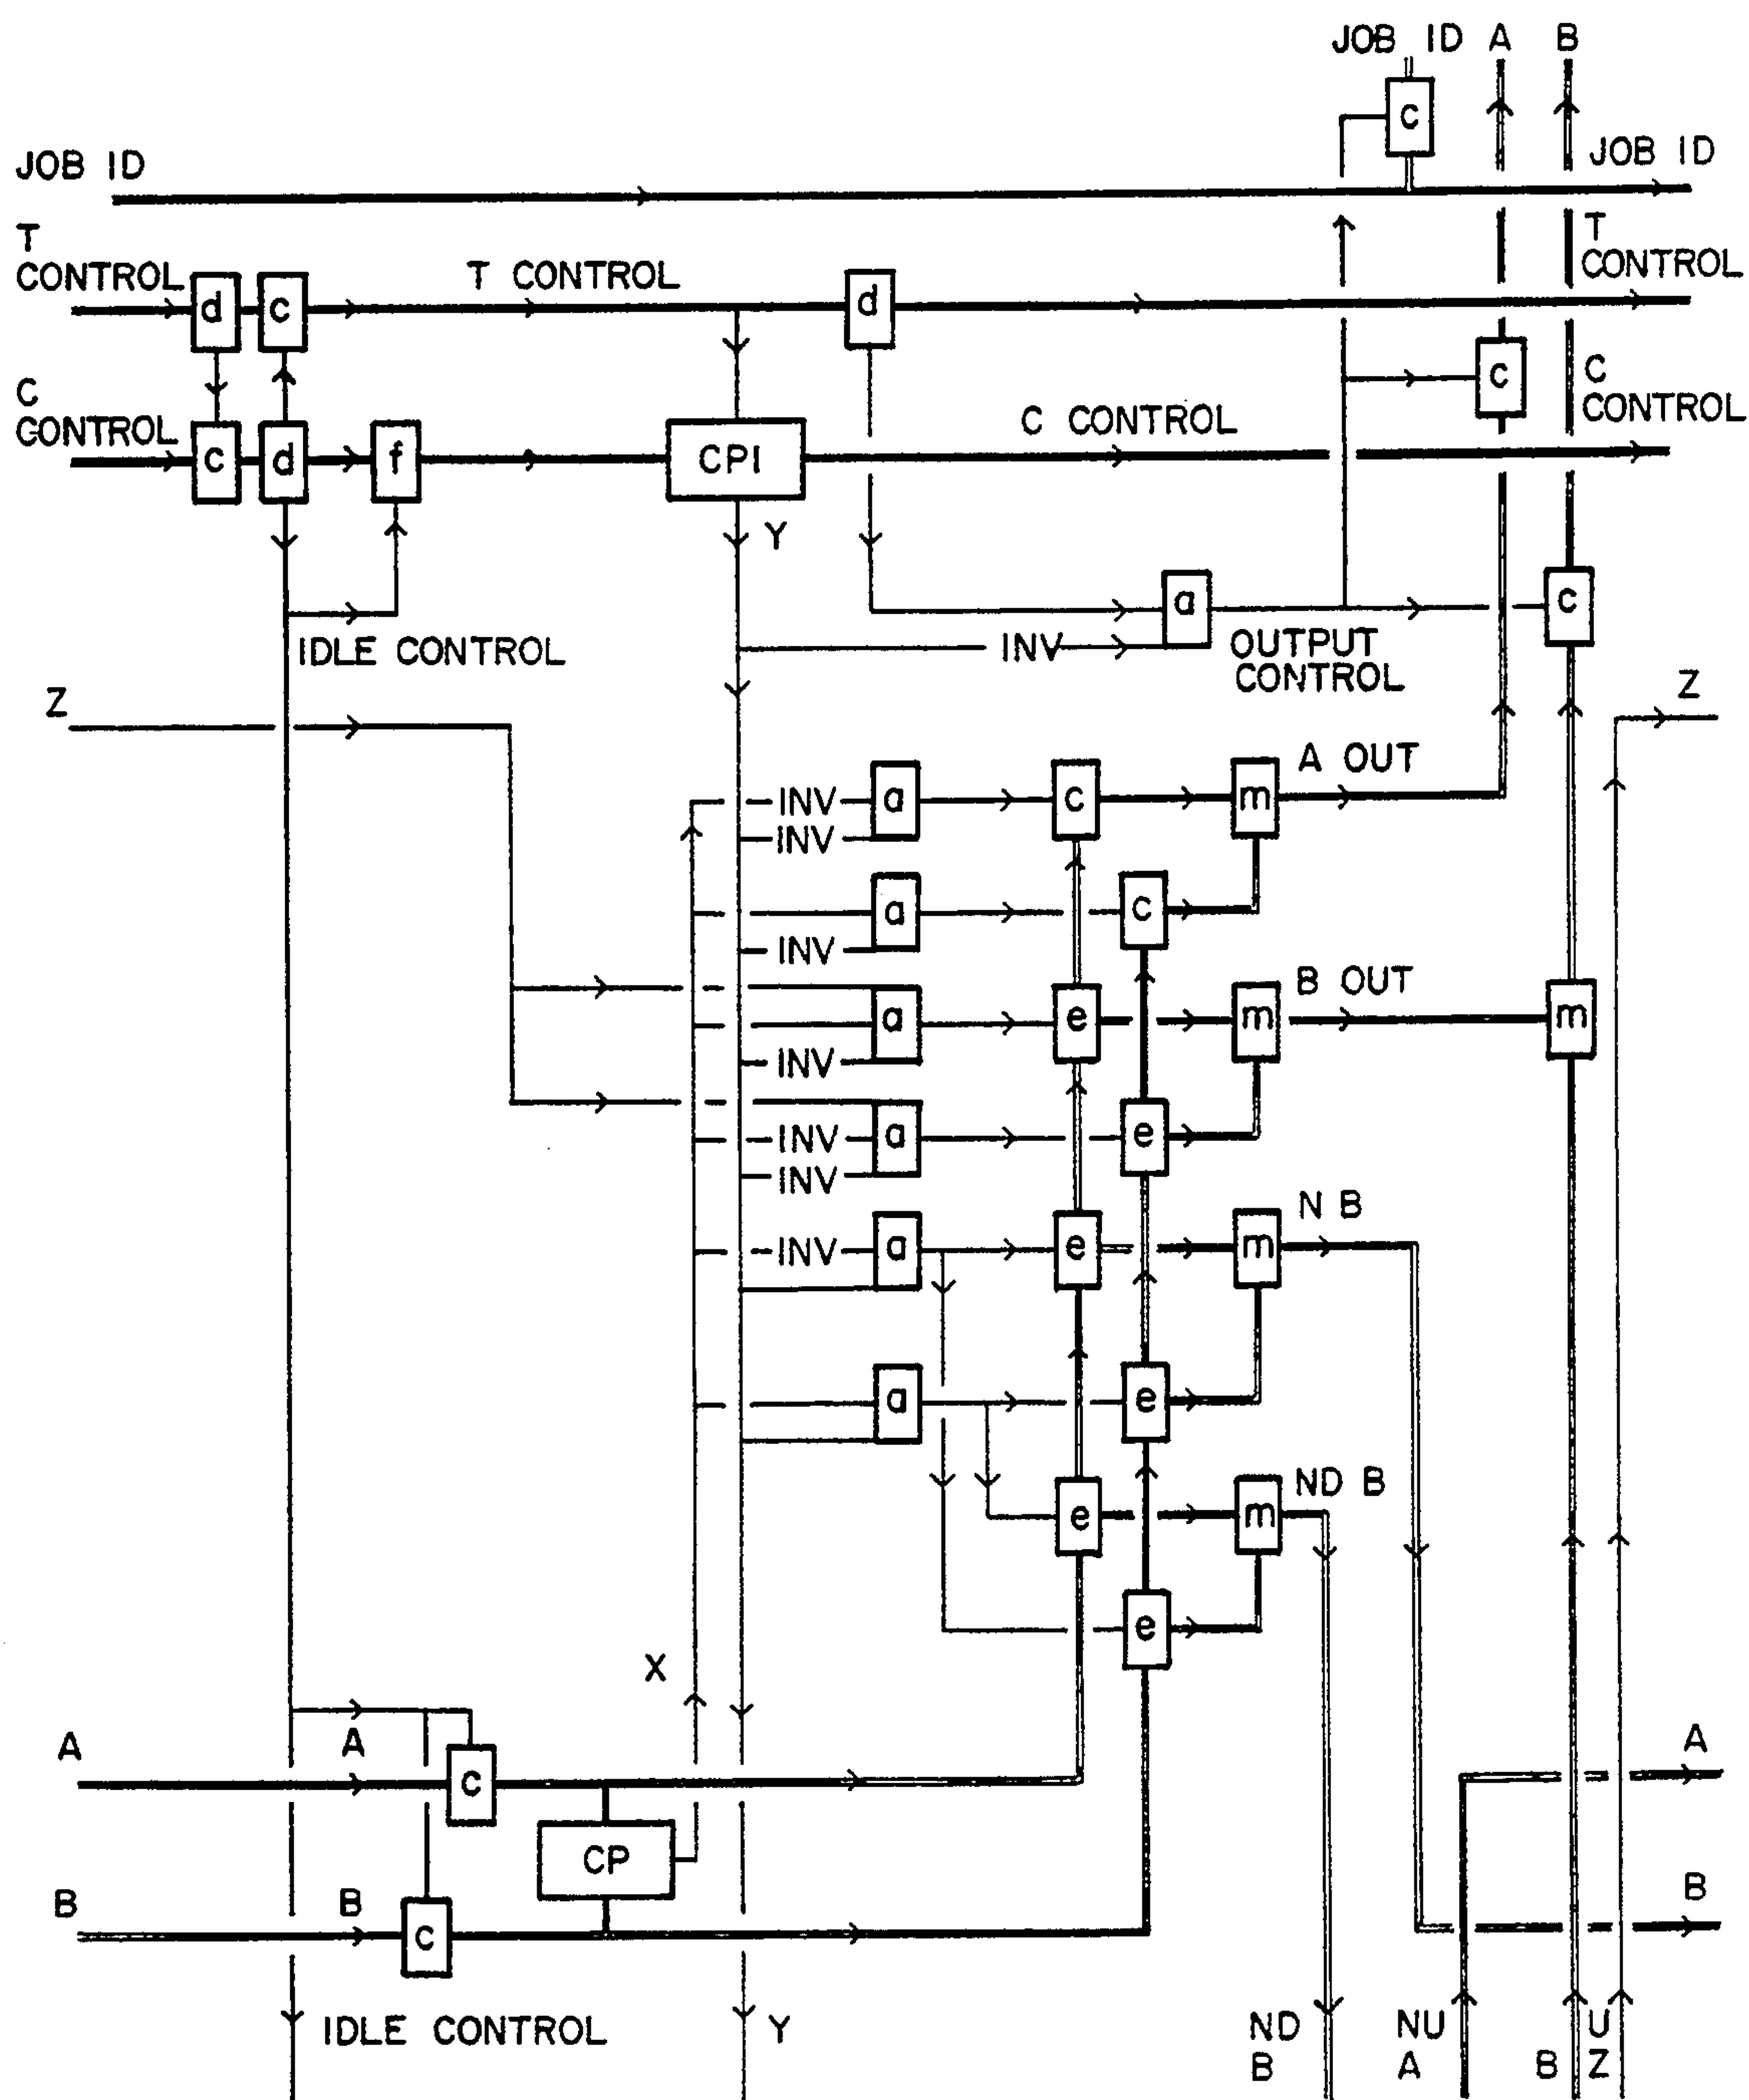 JOB ID A B
c
JOB ID
JOB ID
T
CONTROL
T CONTROL
T
CONTROL
d c
d
c
C
CONTROL
C CONTROL
C
CONTROL
c d f
CPI
Y
a
c
INV
OUTPUT
CONTROL
IDLE CONTROL
Z
Z
A OUT
INV a c m
INV
a c
INV
B OUT
a e m m
INV
INV a e
INV
N B
INV a e m
a e
ND B
e m
e
X
A A
A
c
CP
B B
B
c
IDLE CONTROL
Y
ND
B
NU
A
B
U
Z